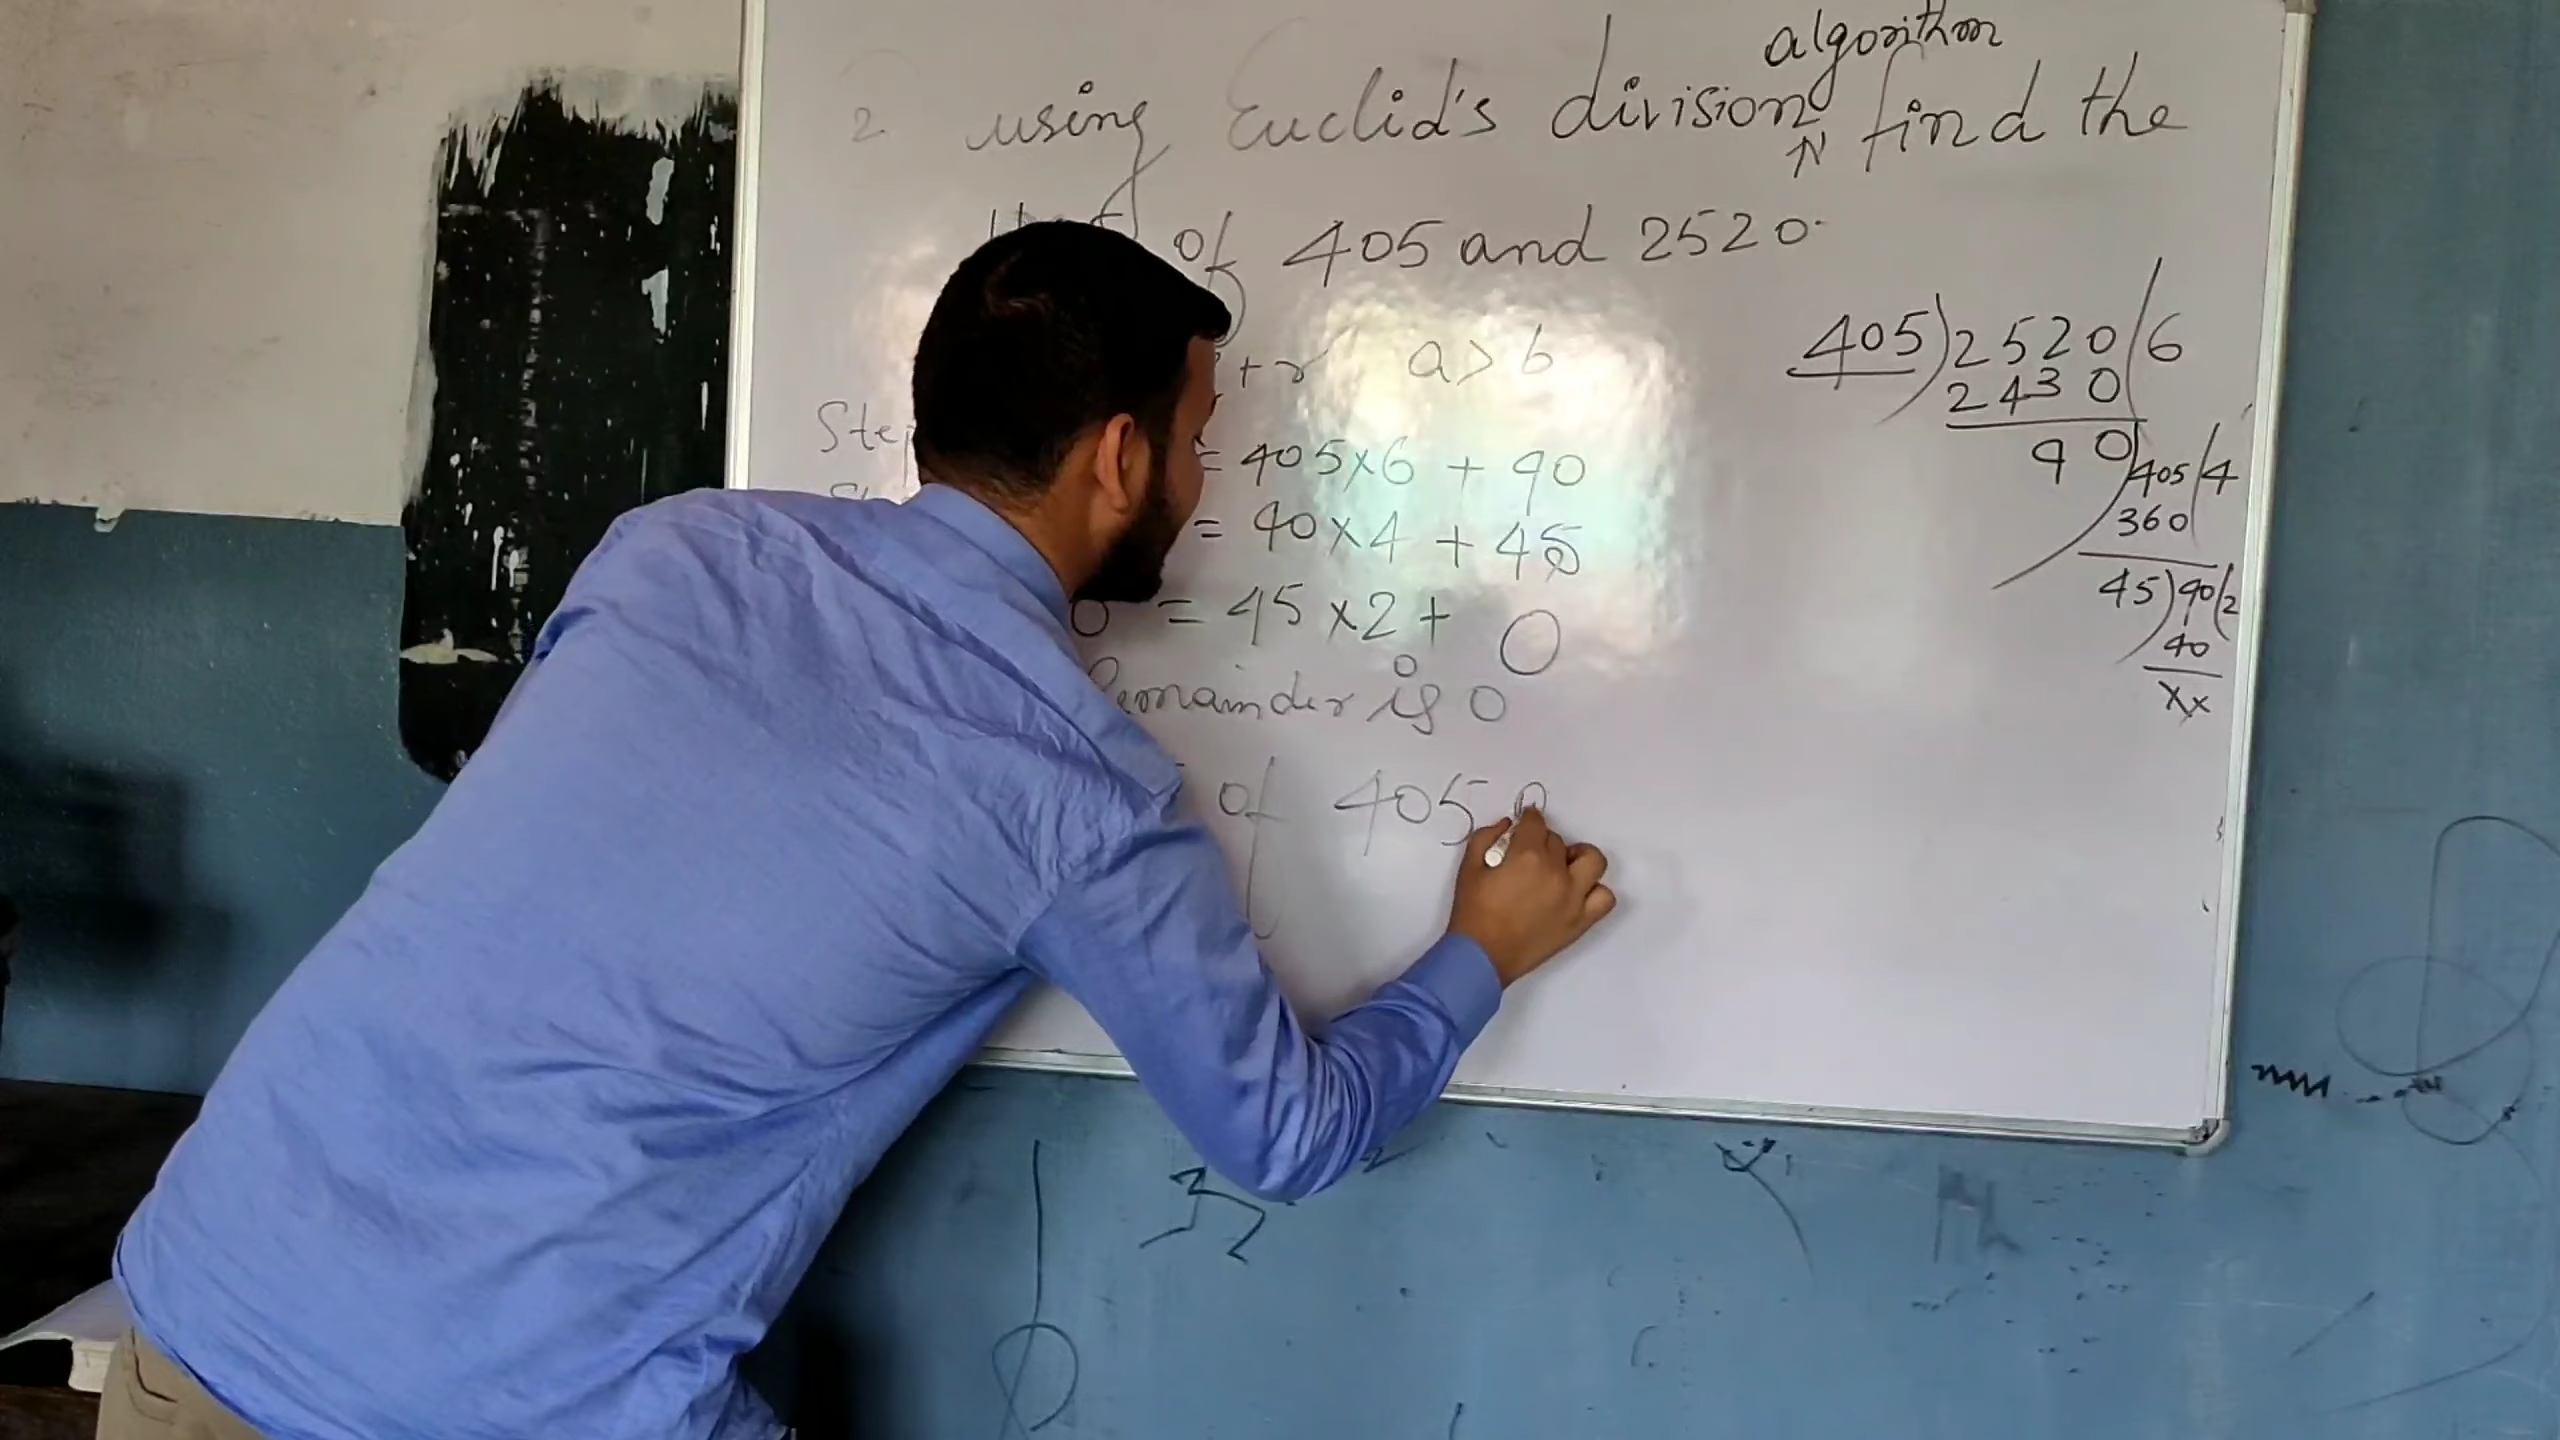 algorithm
2. using Euclid's division find the
of 405 and 2520.
+ r a > b
Step
= 405×6 + 90
= 90×4 + 45
0 = 45×2 + 0
Remainder is 0
of 405
405)2520(6
2430
90)405(4
360
45)90(2
90
xx